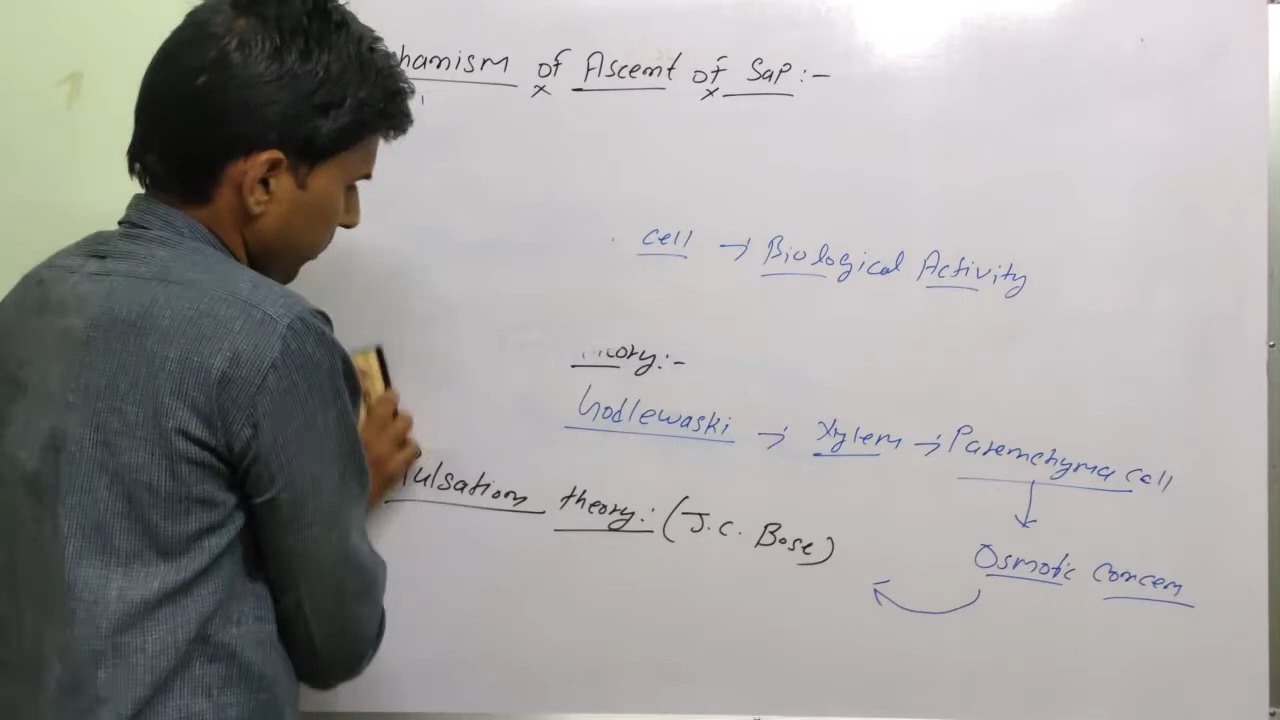 hanism of Ascent of Sap:-
cell → Biological Activity
ory:-
Godlewaski → Xylem → Parenchyma cell
ulsation theory: (J.C. Bose)
Osmotic Concen